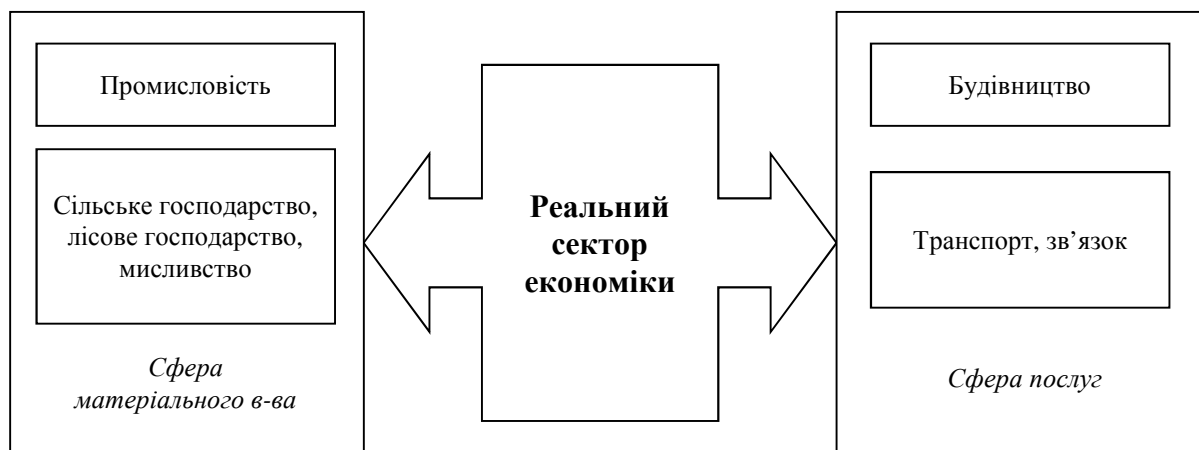 Промисловість
Сільське господарство,
лісове господарство,
мисливство
Сфера
матеріального в-ва
Реальний
сектор
економіки
Будівництво
Транспорт, зв’язок
Сфера послуг